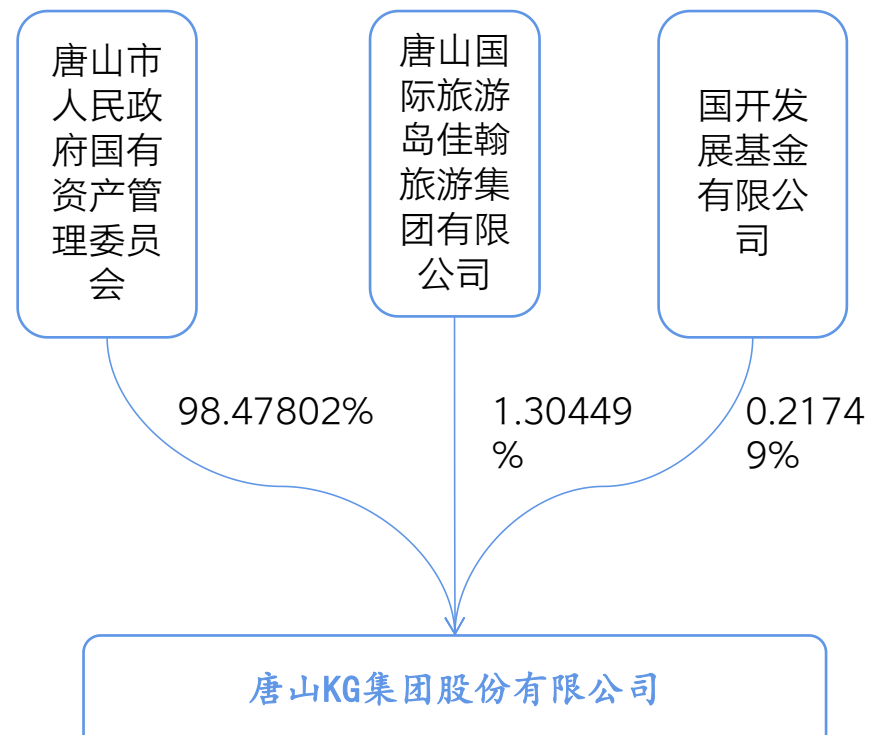 唐山市
人民政
府国有
资产管
理委员
会
唐山国
际旅游
岛佳翰
旅游集
团有限
公司
国开发
展基金
有限公
司
98.47802%
1.30449
%
0.2174
9%
唐山KG集团股份有限公司